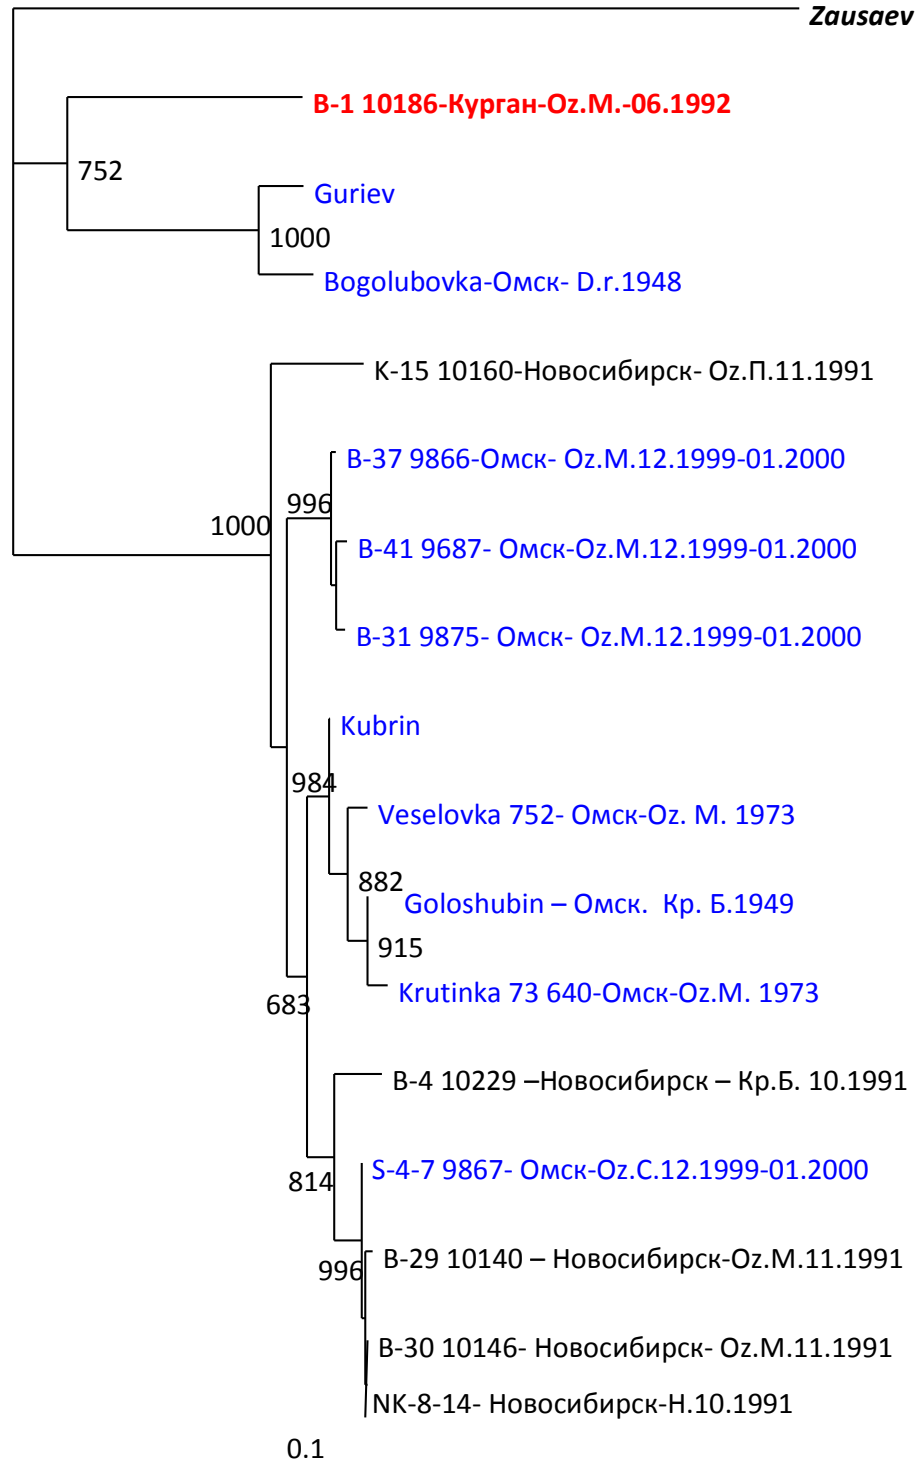 Zausaev
B-1 10186-Курган-Oz.M.-06.1992
752
Guriev
1000
Bogolubovka-Омск- D.r.1948
K-15 10160-Новосибирск- Oz.П.11.1991
B-37 9866-Омск- Oz.M.12.1999-01.2000
996
1000
B-41 9687- Омск-Oz.M.12.1999-01.2000
B-31 9875- Омск- Oz.M.12.1999-01.2000
Kubrin
984
Veselovka 752- Омск-Oz. M. 1973
882
Goloshubin – Омск.  Кр. Б.1949
915
Krutinka 73 640-Омск-Oz.M. 1973
683
B-4 10229 –Новосибирск – Кр.Б. 10.1991
S-4-7 9867- Омск-Oz.C.12.1999-01.2000
814
B-29 10140 – Новосибирск-Oz.M.11.1991
996
B-30 10146- Новосибирск- Oz.M.11.1991
NK-8-14- Новосибирск-Н.10.1991
0.1